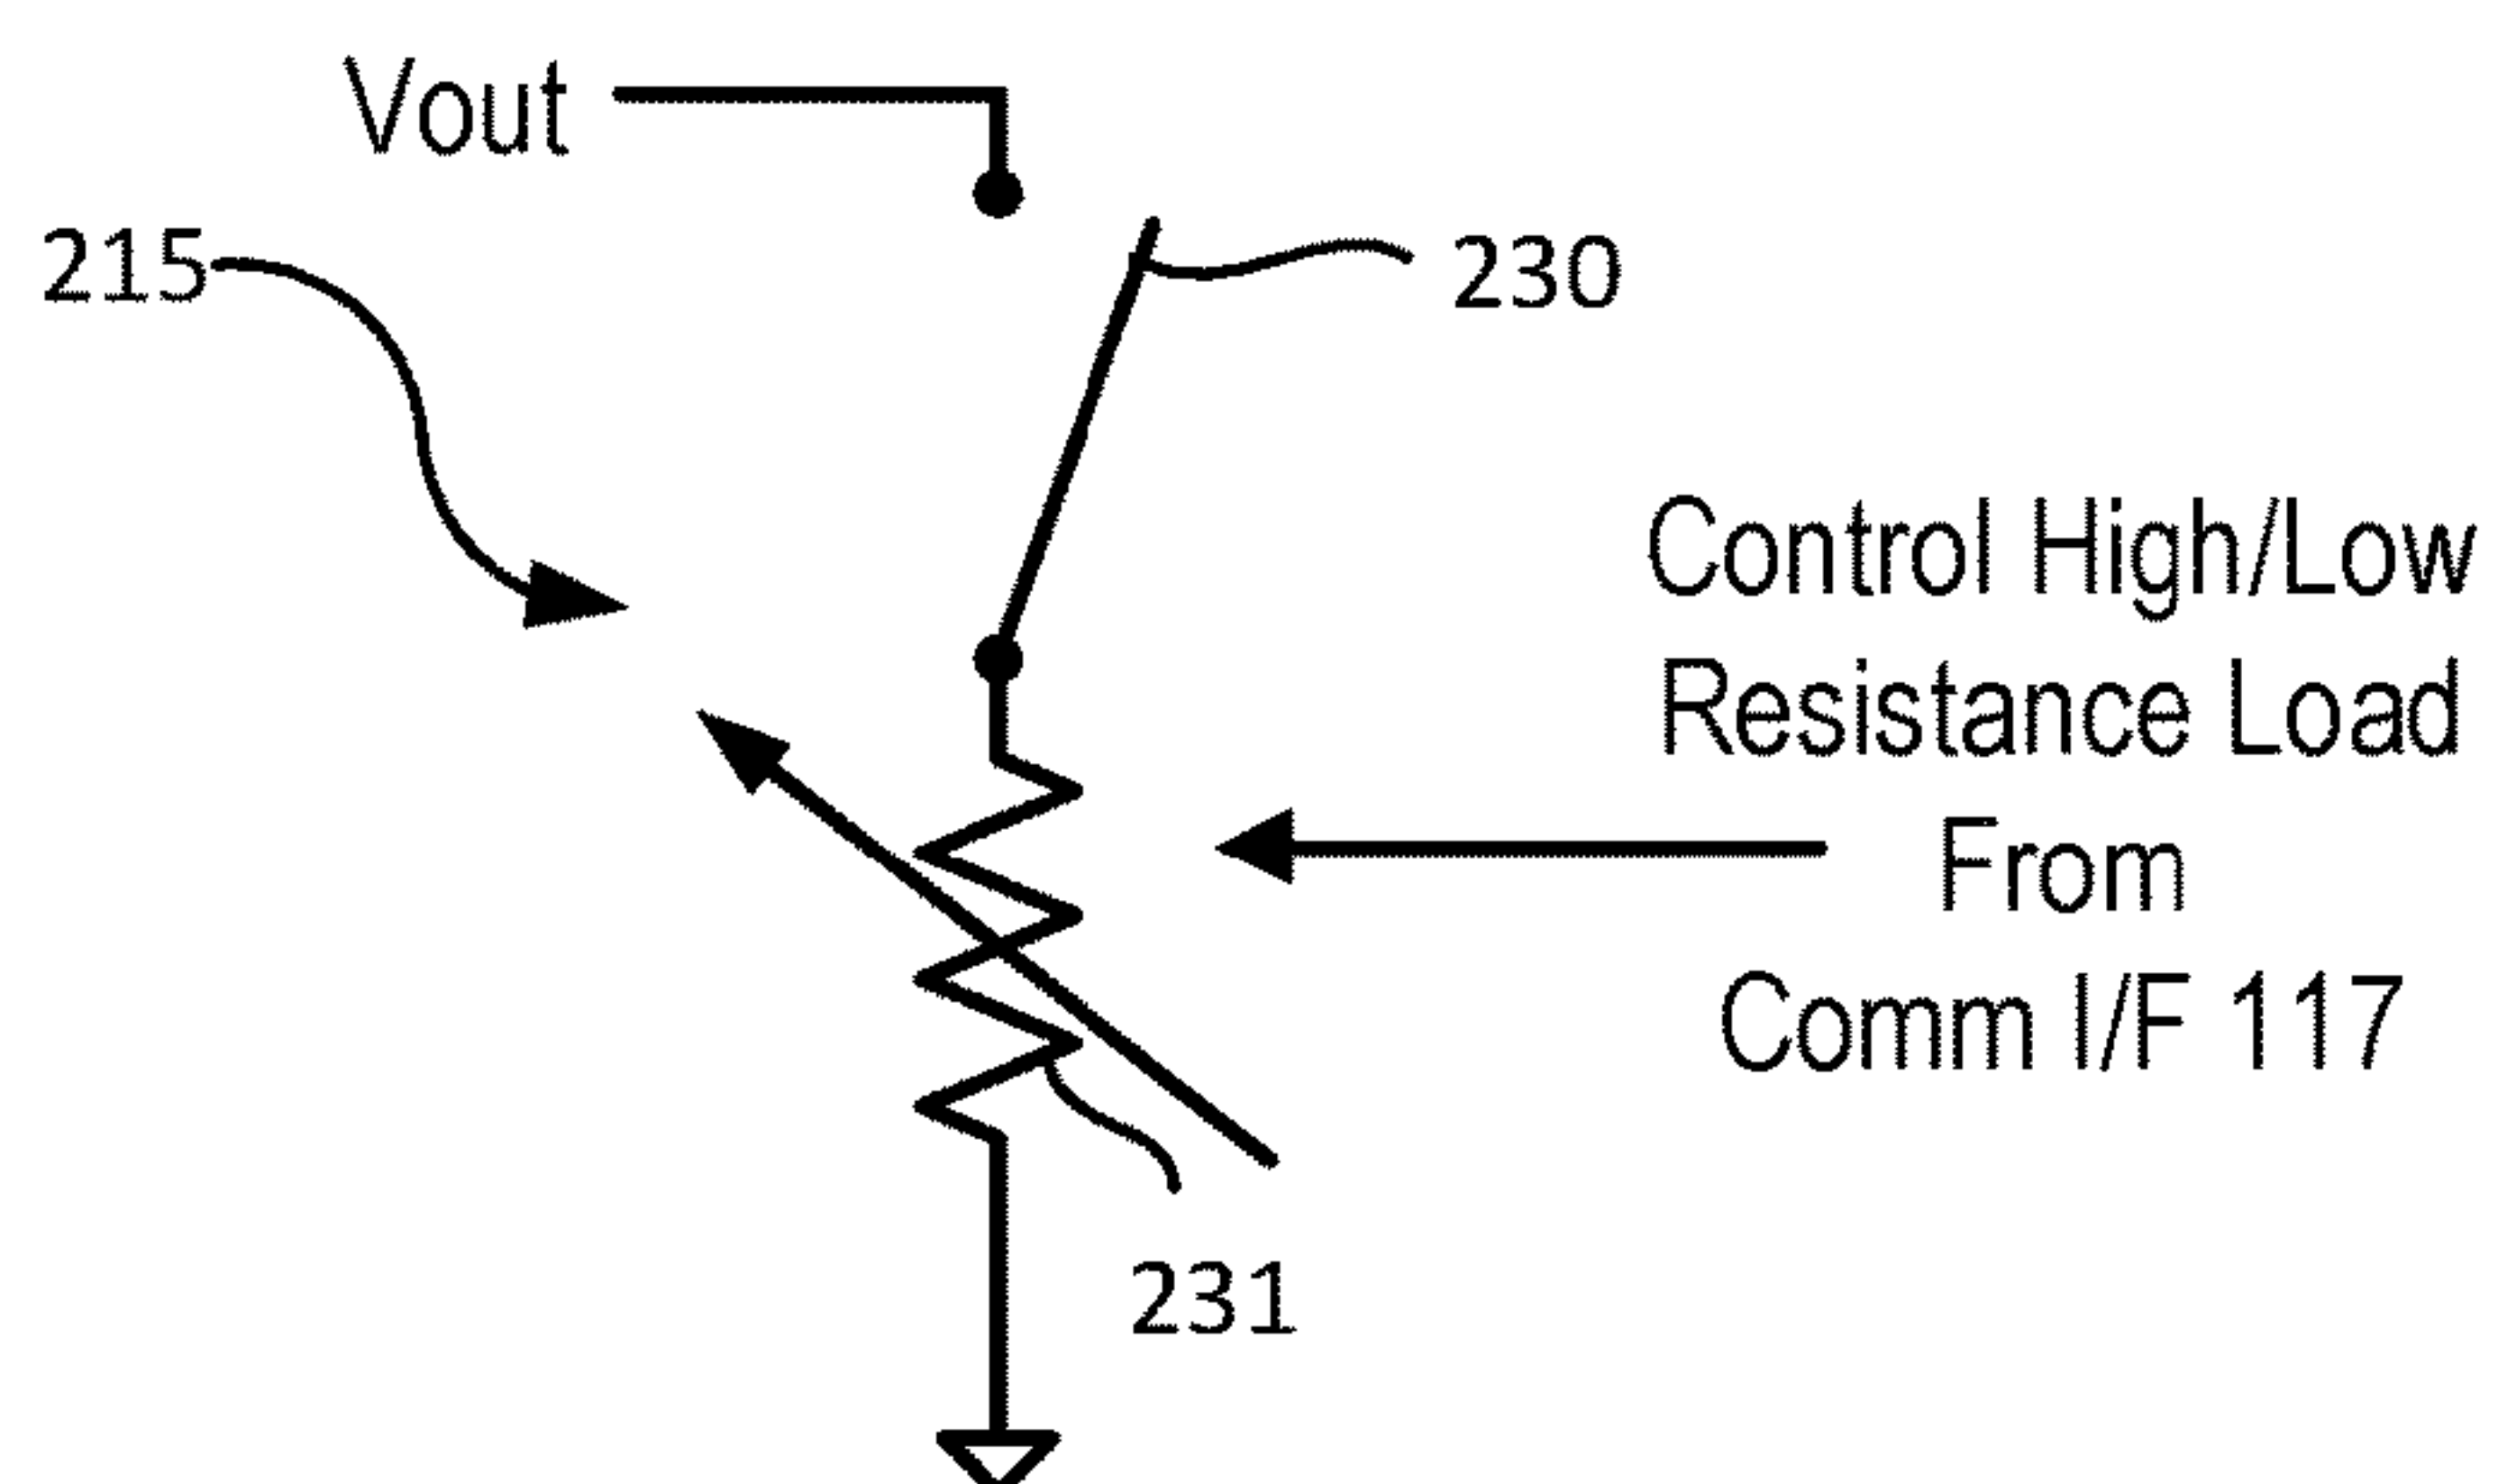 Vout
215
230
Control High/Low
Resistance Load
From
Comm I/F 117
231